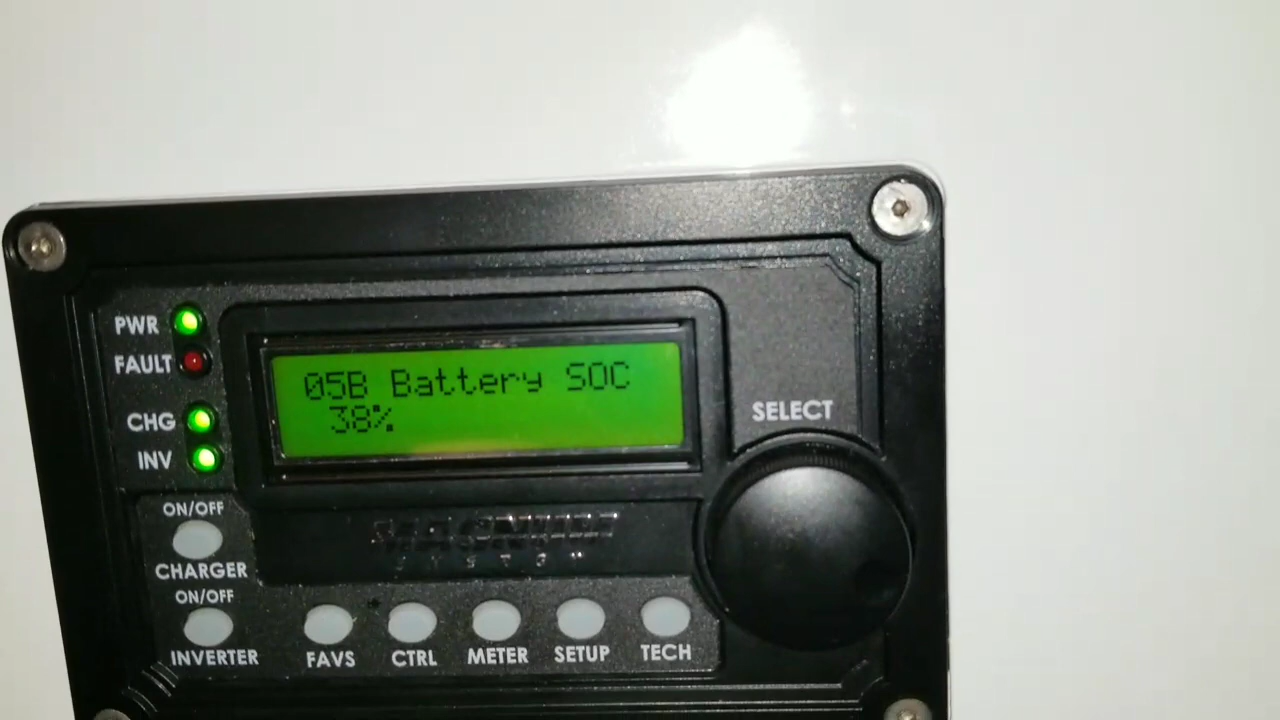 PWR
FAULT
CHG
INV
05B Battery SOC
38%
SELECT
ON/OFF
CHARGER
ON/OFF
INVERTER
MAGNUM
FAVS
CTRL
METER
SETUP
TECH